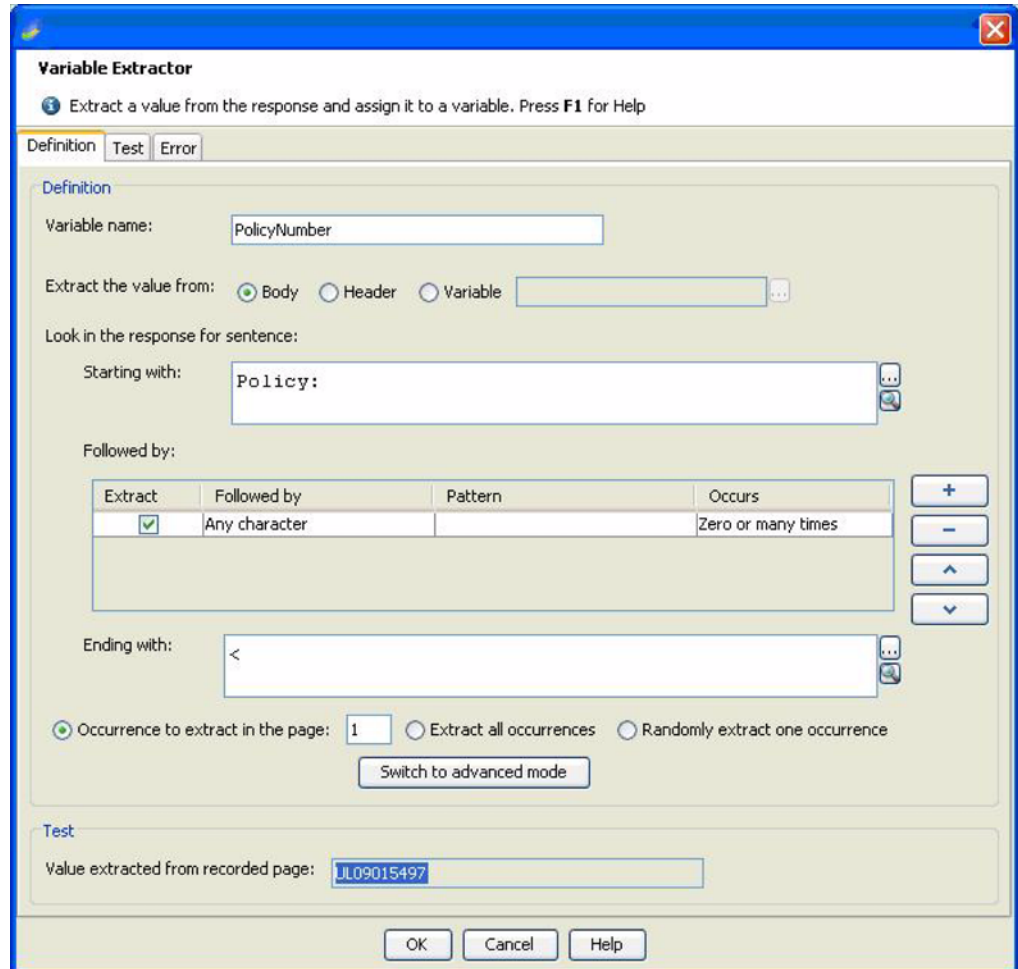 Variable Extractor
Extract a value from the response and assign it to a variable. Press F1 for Help
Definition Test Error
Definition
Variable name: PolicyNumber
Extract the value from: Body Header Variable ...
Look in the response for sentence:
Starting with: Policy: ...
Followed by:
Extract Followed by Pattern Occurs +
Any character Zero or many times −
Ending with: < ...
Occurrence to extract in the page: 1 Extract all occurrences Randomly extract one occurrence
Switch to advanced mode
Test
Value extracted from recorded page: UL09015497
OK Cancel Help